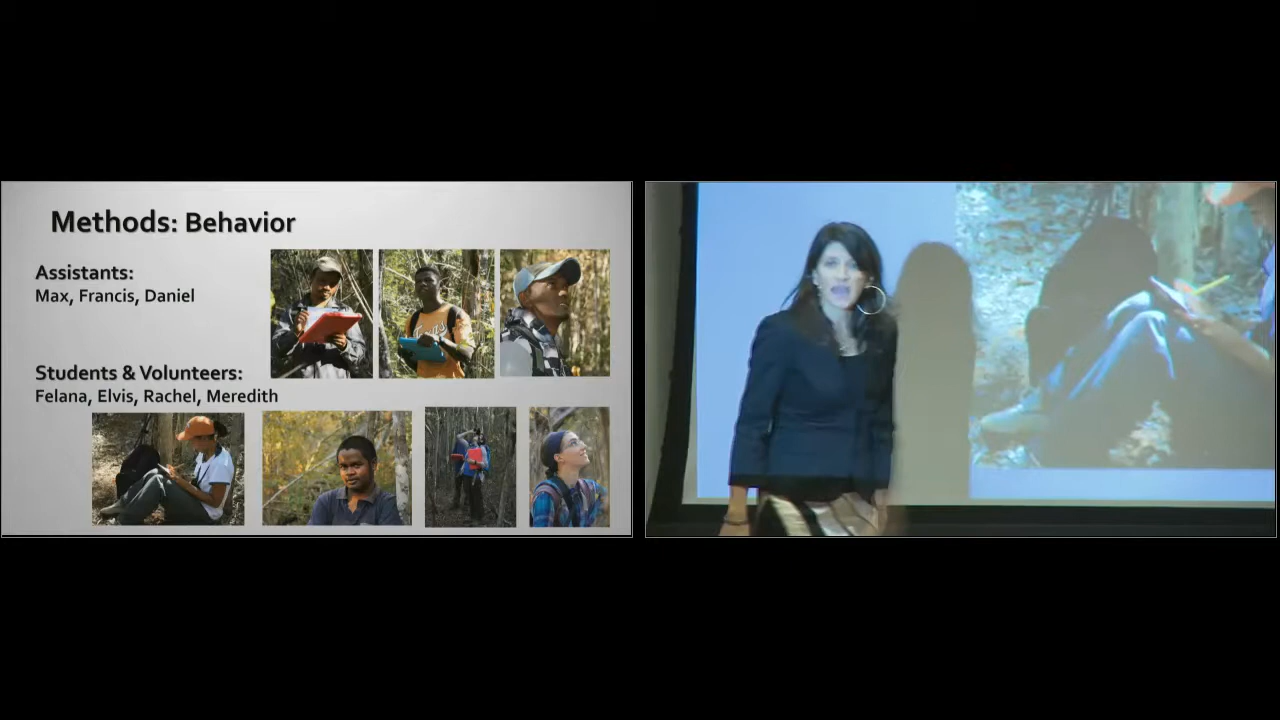 Methods: Behavior
Assistants:
Max, Francis, Daniel
Students & Volunteers:
Felana, Elvis, Rachel, Meredith